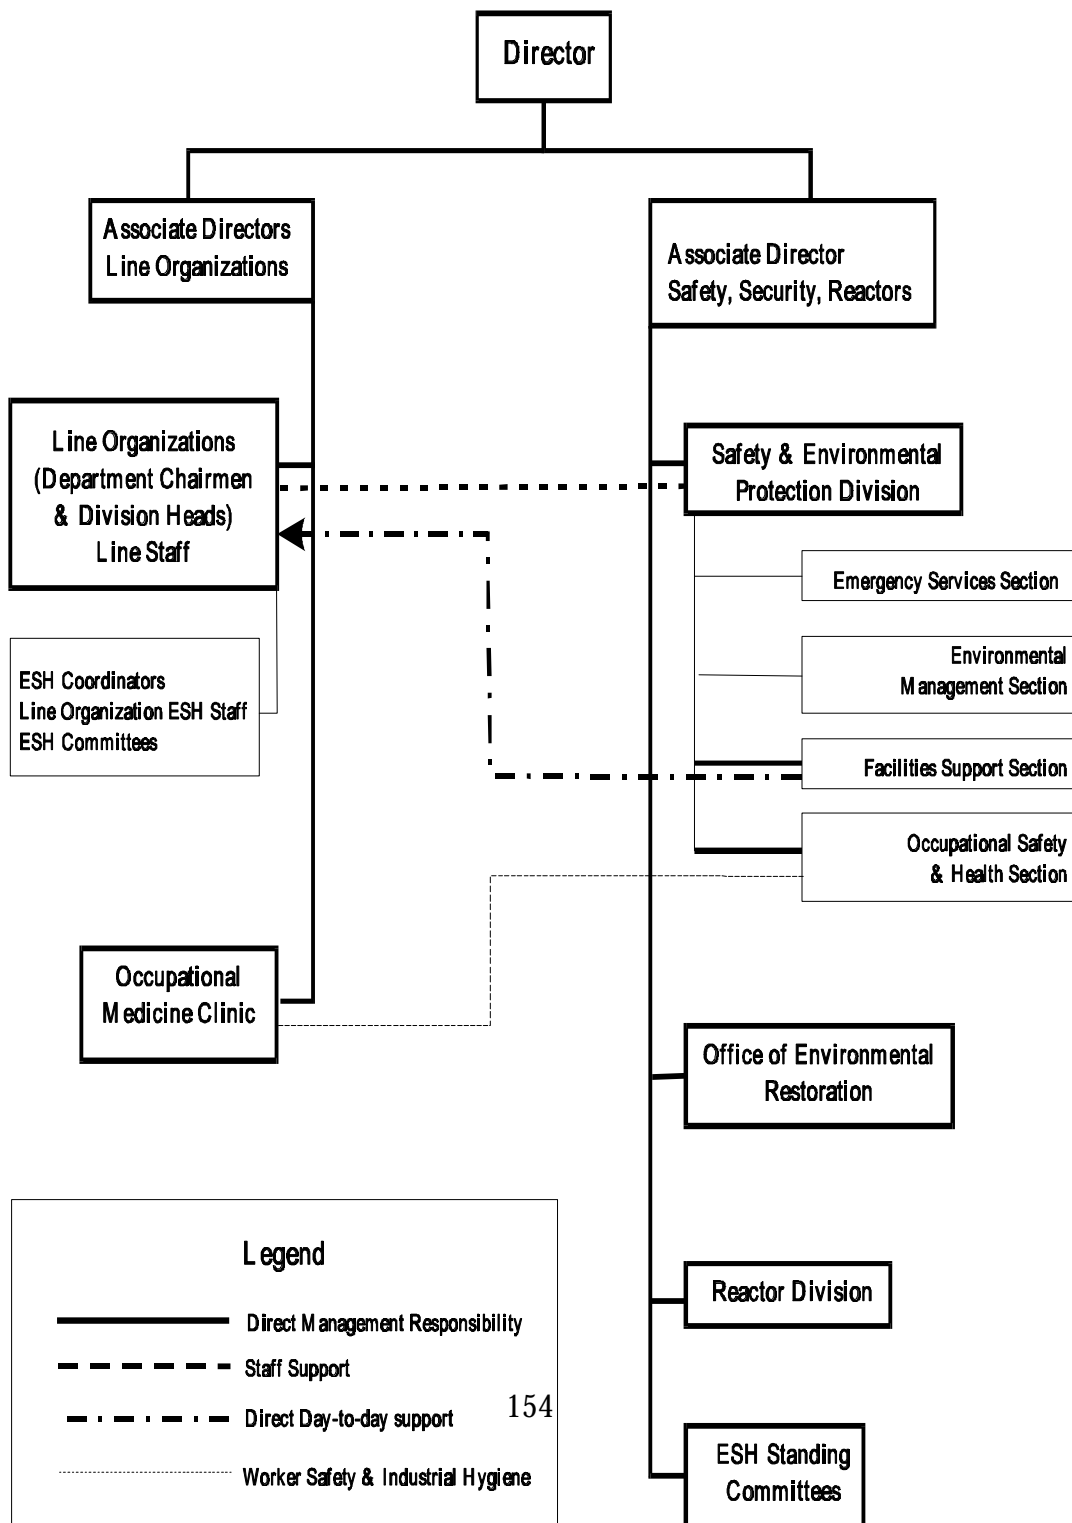 Director
Associate Directors
Line Organizations
Associate Director
Safety, Security, Reactors
Line Organizations
(Department Chairmen
& Division Heads)
Line Staff
Safety & Environmental
Protection Division
Emergency Services Section
ESH Coordinators
Line Organization ESH Staff
ESH Committees
Environmental
Management Section
Facilities Support Section
Occupational Safety
& Health Section
Occupational
Medicine Clinic
Office of Environmental
Restoration
Reactor Division
ESH Standing
Committees
Legend
Direct Management Responsibility
Staff Support
Direct Day-to-day support
Worker Safety & Industrial Hygiene
154